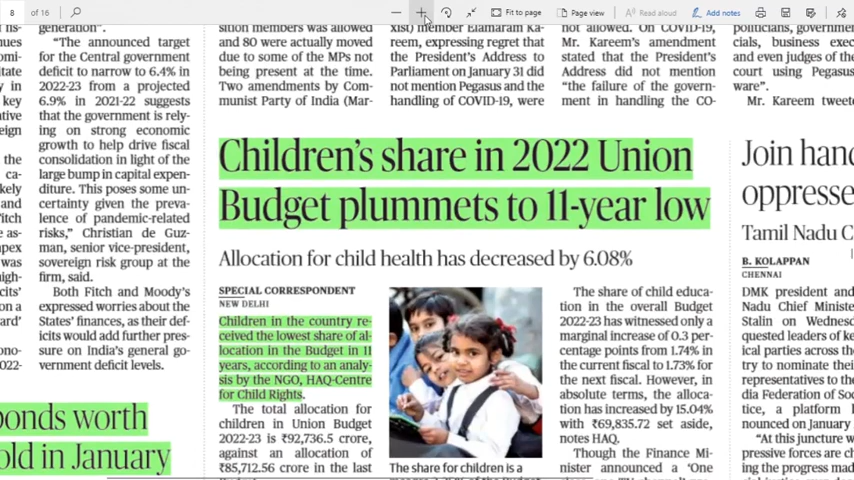 8 of 16
Fit to page
Page view
Read aloud
Add notes
generation".
"The announced target
for the Central government
deficit to narrow to 6.4% in
2022-23 from a projected
6.9% in 2021-22 suggests
that the government is rely-
ing on strong economic
growth to help drive fiscal
consolidation in light of the
large bump in capital expen-
diture. This poses some un-
certainty given the preva-
lence of pandemic-related
risks," Christian de Guz-
man, senior vice-president,
sovereign risk group at the
firm, said.
Both Fitch and Moody's
expressed worries about the
States' finances, as their def-
icits would add further pres-
sure on India's general go-
vernment deficit levels.
onds worth
old in January
sition members was allowed
and 80 were actually moved
due to some of the MPs not
being present at the time.
Two amendments by Com-
munist Party of India (Mar-
xist) member Elamaram Ka-
reem, expressing regret that
the President's Address to
Parliament on January 31 did
not mention Pegasus and the
handling of COVID-19, were
not allowed. On COVID-19,
Mr. Kareem's amendment
stated that the President's
Address did not mention
"the failure of the govern-
ment in handling the CO-
politicians, government
cials, business exec
and even judges of the
court using Pegasus
ware".
Mr. Kareem tweete
Children's share in 2022 Union
Budget plummets to 11-year low
Allocation for child health has decreased by 6.08%
SPECIAL CORRESPONDENT
NEW DELHI
Children in the country re-
ceived the lowest share of al-
location in the Budget in 11
years, according to an analy-
sis by the NGO, HAQ-Centre
for Child Rights.
The total allocation for
children in Union Budget
2022-23 is ₹92,736.5 crore,
against an allocation of
₹85,712.56 crore in the last
The share for children is a
The share of child educa-
tion in the overall Budget
2022-23 has witnessed only a
marginal increase of 0.3 per-
centage points from 1.74% in
the current fiscal to 1.73% for
the next fiscal. However, in
absolute terms, the alloca-
tion has increased by 15.04%
with ₹69,835.72 set aside,
notes HAQ.
Though the Finance Mi-
nister announced a 'One
Join hand
oppresse
Tamil Nadu C
B. KOLAPPAN
CHENNAI
DMK president and
Nadu Chief Ministe
Stalin on Wednesd
quested leaders of ke
ical parties across the
try to nominate their
representatives to the
dia Federation of Soc
tice, a platform
nounced on January
"At this juncture w
pressive forces are ch
ing the progress mad